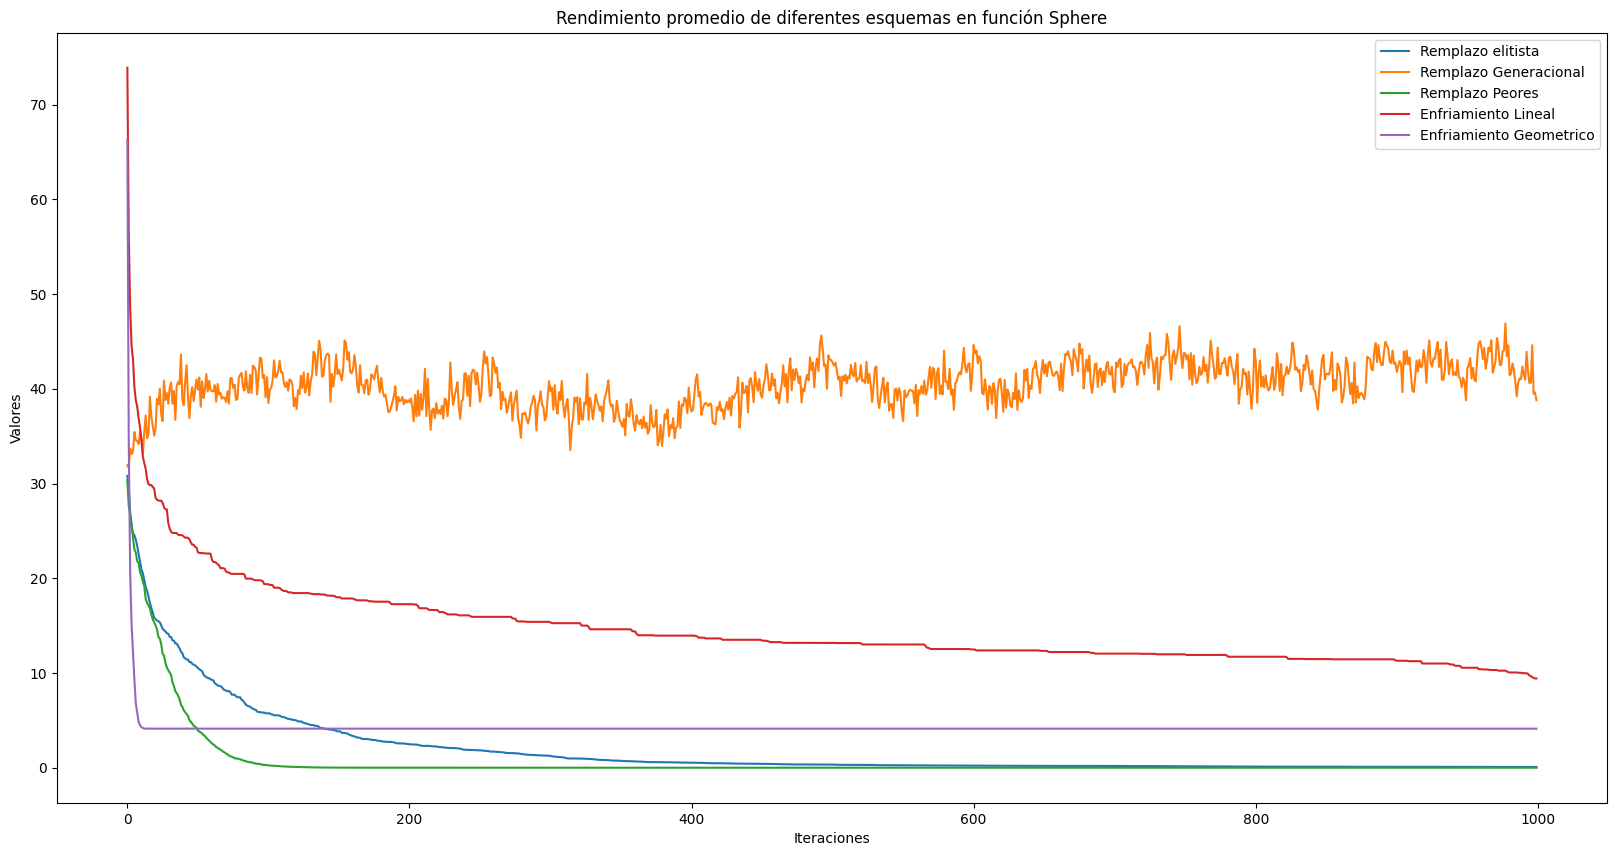 Rendimiento promedio de diferentes esquemas en función Sphere
Remplazo elitista
Remplazo Generacional
Remplazo Peores
Enfriamiento Lineal
Enfriamiento Geometrico
70
60
50
40
30
20
10
0
Valores
0 200 400 600 800 1000
Iteraciones